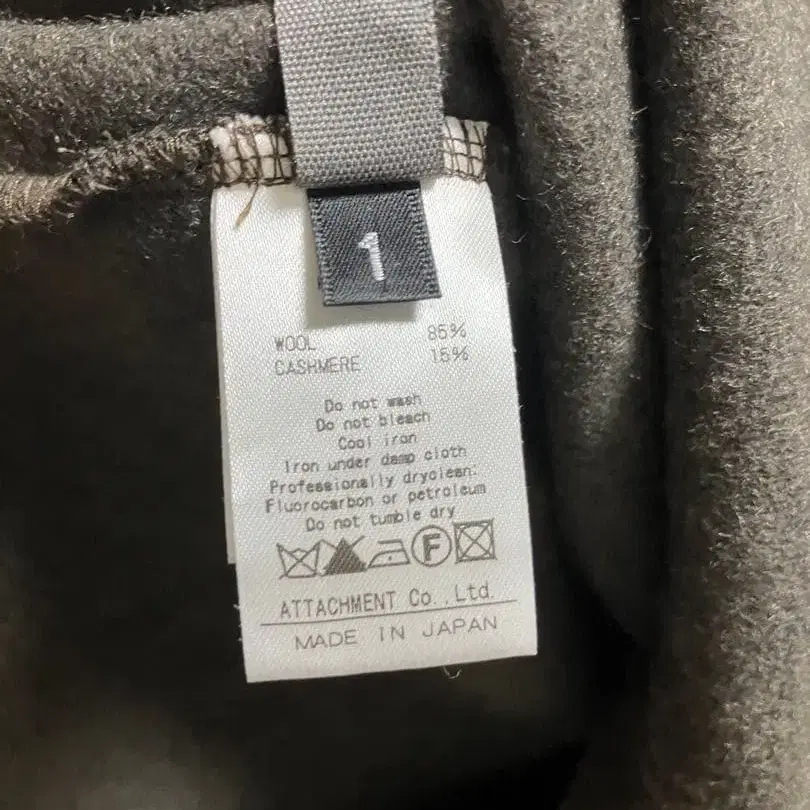 1
WOOL 85%
CASHMERE 15%
Do not wash
Do not bleach
Cool iron
Iron under damp cloth
Professionally dryclean:
Fluorocarbon or petroleum
Do not tumble dry
F
ATTACHMENT Co.,Ltd.
MADE IN JAPAN